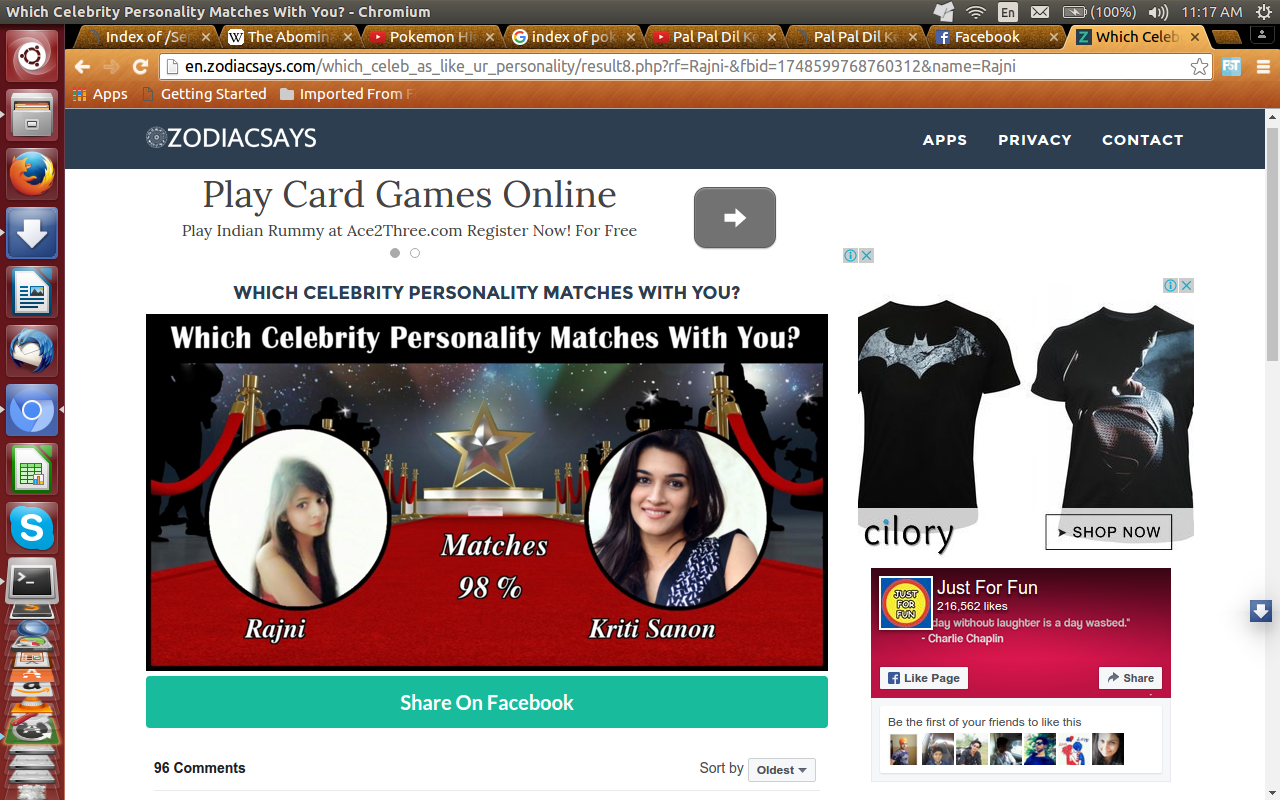 Which Celebrity Personality Matches With You? - Chromium
En
(100%)
11:17 AM
Index of /Se
The Abomina
Pokemon Hi
index of pok
Pal Pal Dil Ke
Pal Pal Dil Ke
Facebook
Which Celeb
en.zodiacsays.com/which_celeb_as_like_ur_personality/result8.php?rf=Rajni-&fbid=1748599768760312&name=Rajni
Apps
Getting Started
Imported From F
ZODIACSAYS
APPS
PRIVACY
CONTACT
Play Card Games Online
Play Indian Rummy at Ace2Three.com Register Now! For Free
WHICH CELEBRITY PERSONALITY MATCHES WITH YOU?
Which Celebrity Personality Matches With You?
Matches
98 %
Rajni
Kriti Sanon
Share On Facebook
96 Comments
Sort by
Oldest
cilory
SHOP NOW
JUST
FOR
FUN
Just For Fun
216,562 likes
day without laughter is a day wasted."
- Charlie Chaplin
Like Page
Share
Be the first of your friends to like this